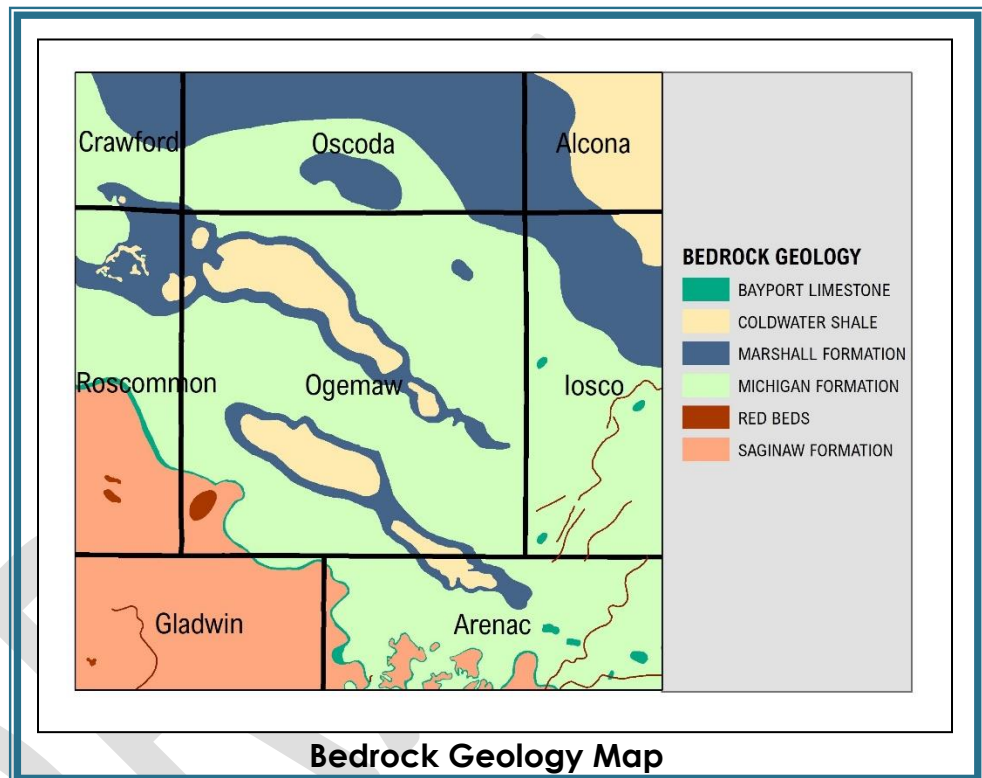 Crawford Oscoda Alcona
Roscommon Ogemaw Iosco
Gladwin Arenac
BEDROCK GEOLOGY
BAYPORT LIMESTONE
COLDWATER SHALE
MARSHALL FORMATION
MICHIGAN FORMATION
RED BEDS
SAGINAW FORMATION
Bedrock Geology Map